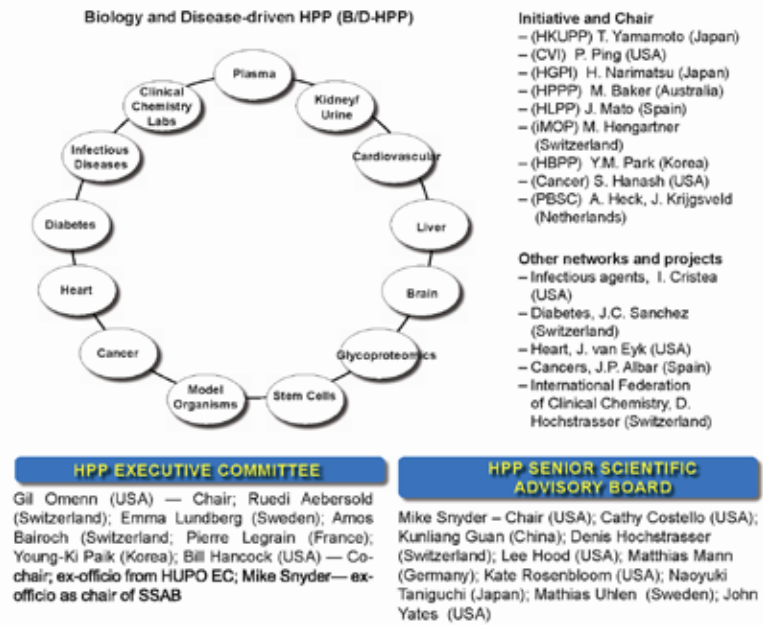 Biology and Disease-driven HPP (B/D-HPP)
Plasma
Kidney/
Urine
Cardiovascular
Liver
Brain
Glycoproteomics
Stem Cells
Model
Organisms
Cancer
Heart
Diabetes
Infectious
Diseases
Clinical
Chemistry
Labs
Initiative and Chair
– (HKUPP) T. Yamamoto (Japan)
– (CVI) P. Ping (USA)
– (HGPI) H. Narimatsu (Japan)
– (HPPP) M. Baker (Australia)
– (HLPP) J. Mato (Spain)
– (iMOP) M. Hengartner
(Switzerland)
– (HBPP) Y.M. Park (Korea)
– (Cancer) S. Hanash (USA)
– (PBSC) A. Heck, J. Krijgsveld
(Netherlands)
Other networks and projects
– Infectious agents, I. Cristea
(USA)
– Diabetes, J.C. Sanchez
(Switzerland)
– Heart, J. van Eyk (USA)
– Cancers, J.P. Albar (Spain)
– International Federation
of Clinical Chemistry, D.
Hochstrasser (Switzerland)
HPP EXECUTIVE COMMITTEE
Gil Omenn (USA) — Chair; Ruedi Aebersold
(Switzerland); Emma Lundberg (Sweden); Amos
Bairoch (Switzerland; Pierre Legrain (France);
Young-Ki Paik (Korea); Bill Hancock (USA) — Co-
chair; ex-officio from HUPO EC; Mike Snyder— ex-
officio as chair of SSAB
HPP SENIOR SCIENTIFIC
ADVISORY BOARD
Mike Snyder – Chair (USA); Cathy Costello (USA);
Kunliang Guan (China); Denis Hochstrasser
(Switzerland); Lee Hood (USA); Matthias Mann
(Germany); Kate Rosenbloom (USA); Naoyuki
Taniguchi (Japan); Mathias Uhlen (Sweden); John
Yates (USA)